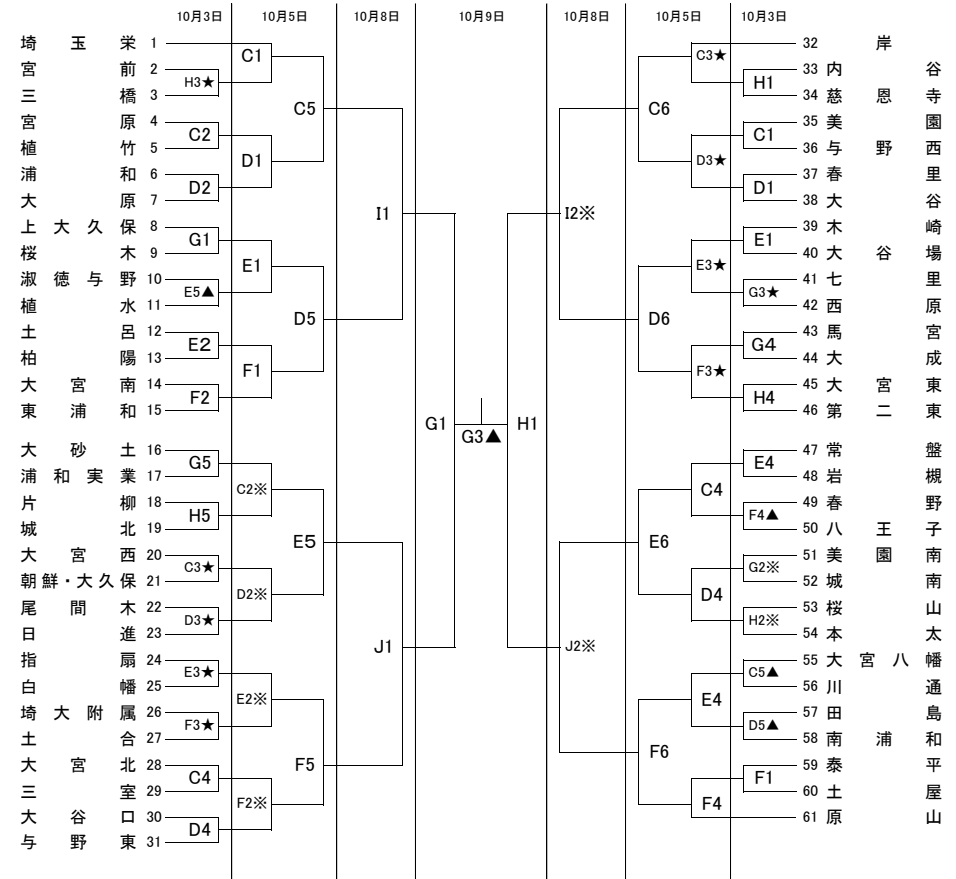 10月3日 10月5日 10月8日 10月9日 10月8日 10月5日 10月3日
埼玉栄 1
宮前 2
三橋 3
宮原 4
植竹 5
浦和 6
大原 7
上大久保 8
桜木 9
淑徳与野 10
植水 11
土呂 12
柏陽 13
大宮南 14
東浦和 15
大砂土 16
浦和実業 17
片柳 18
城北 19
大宮西 20
朝鮮・大久保 21
尾間木 22
日進 23
指扇 24
白幡 25
埼大附属 26
土合 27
大宮北 28
三室 29
大谷口 30
与野東 31
H3★
C2
D2
G1
E5▲
E2
F2
G5
H5
C3★
D3★
E3★
F3★
C4
D4
C1
D1
E1
F1
C2※
D2※
E2※
F2※
C5
D5
E5
F5
I1
J1
G1
G3▲
H1
I2※
J2※
C6
D6
E6
F6
C3★
D3★
E3★
F3★
C4
D4
E4
F4
H1
C1
D1
E1
G3★
G4
H4
E4
F4▲
G2※
H2※
C5▲
D5▲
F1
32 岸
33 内谷
34 慈恩寺
35 美園
36 与野西
37 春里
38 大谷
39 木崎
40 大谷場
41 七里
42 西原
43 馬宮
44 大成
45 大宮東
46 第二東
47 常盤
48 岩槻
49 春野
50 八王子
51 美園南
52 城南
53 桜山
54 本太
55 大宮八幡
56 川通
57 田島
58 南浦和
59 泰平
60 土屋
61 原山